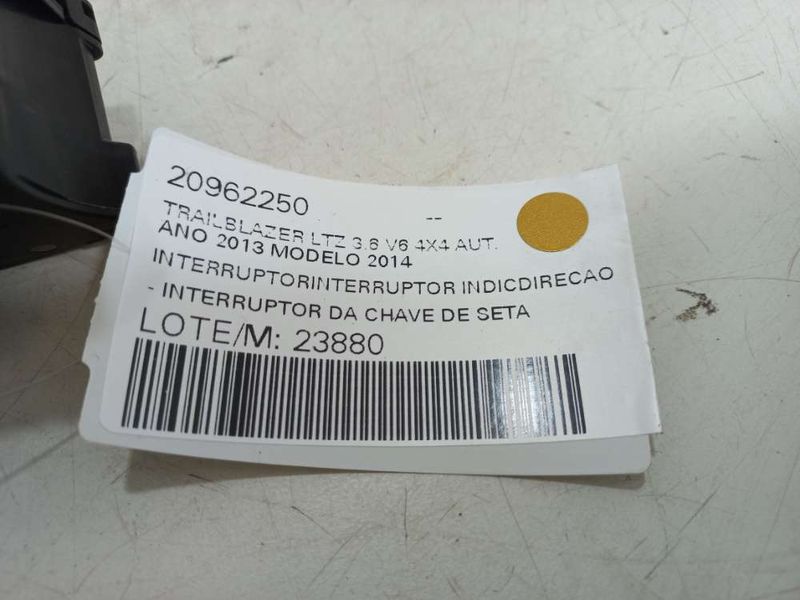 20962250 --
TRAILBLAZER LTZ 3.6 V6 4X4 AUT.
ANO 2013 MODELO 2014
INTERRUPTORINTERRUPTOR INDICDIRECAO
- INTERRUPTOR DA CHAVE DE SETA
LOTE/M: 23880